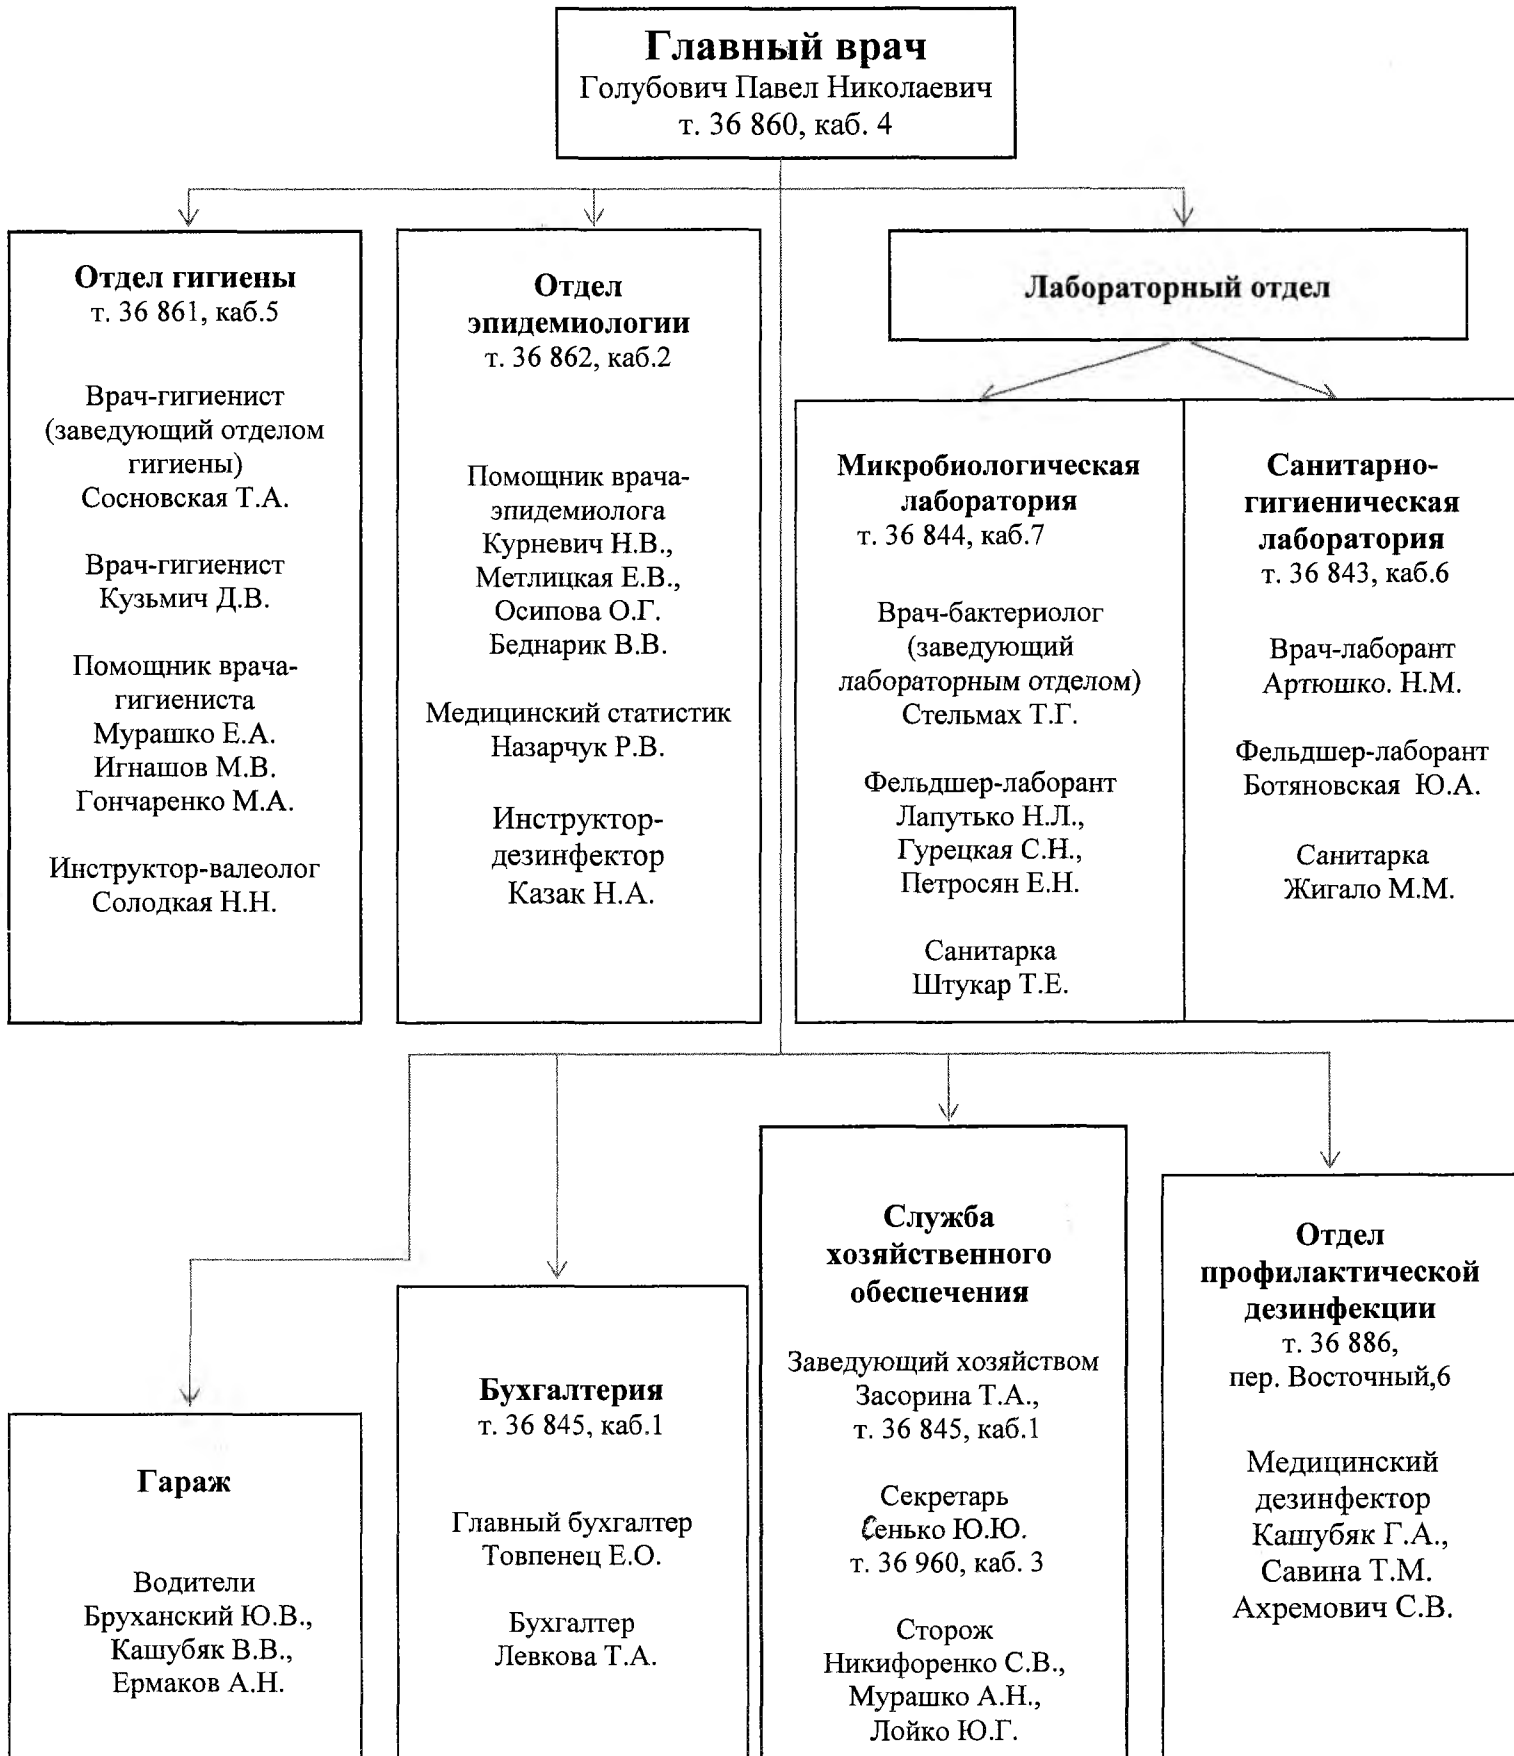 Главный врач
Голубович Павел Николаевич
т. 36 860, каб. 4
Отдел гигиены
т. 36 861, каб.5
Врач-гигиенист
(заведующий отделом
гигиены)
Сосновская Т.А.
Врач-гигиенист
Кузьмич Д.В.
Помощник врача-
гигиениста
Мурашко Е.А.
Игнашов М.В.
Гончаренко М.А.
Инструктор-валеолог
Солодкая Н.Н.
Отдел
эпидемиологии
т. 36 862, каб.2
Помощник врача-
эпидемиолога
Курневич Н.В.,
Метлицкая Е.В.,
Осипова О.Г.
Беднарик В.В.
Медицинский статистик
Назарчук Р.В.
Инструктор-
дезинфектор
Казак Н.А.
Лабораторный отдел
Микробиологическая
лаборатория
т. 36 844, каб.7
Врач-бактериолог
(заведующий
лабораторным отделом)
Стельмах Т.Г.
Фельдшер-лаборант
Лапутько Н.Л.,
Гурецкая С.Н.,
Петросян Е.Н.
Санитарка
Штукар Т.Е.
Санитарно-
гигиеническая
лаборатория
т. 36 843, каб.6
Врач-лаборант
Артюшко. Н.М.
Фельдшер-лаборант
Ботяновская Ю.А.
Санитарка
Жигало М.М.
Гараж
Водители
Бруханский Ю.В.,
Кашубяк В.В.,
Ермаков А.Н.
Бухгалтерия
т. 36 845, каб.1
Главный бухгалтер
Товпенец Е.О.
Бухгалтер
Левкова Т.А.
Служба
хозяйственного
обеспечения
Заведующий хозяйством
Засорина Т.А.,
т. 36 845, каб.1
Секретарь
Сенько Ю.Ю.
т. 36 960, каб. 3
Сторож
Никифоренко С.В.,
Мурашко А.Н.,
Лойко Ю.Г.
Отдел
профилактической
дезинфекции
т. 36 886,
пер. Восточный,6
Медицинский
дезинфектор
Кашубяк Г.А.,
Савина Т.М.
Ахремович С.В.